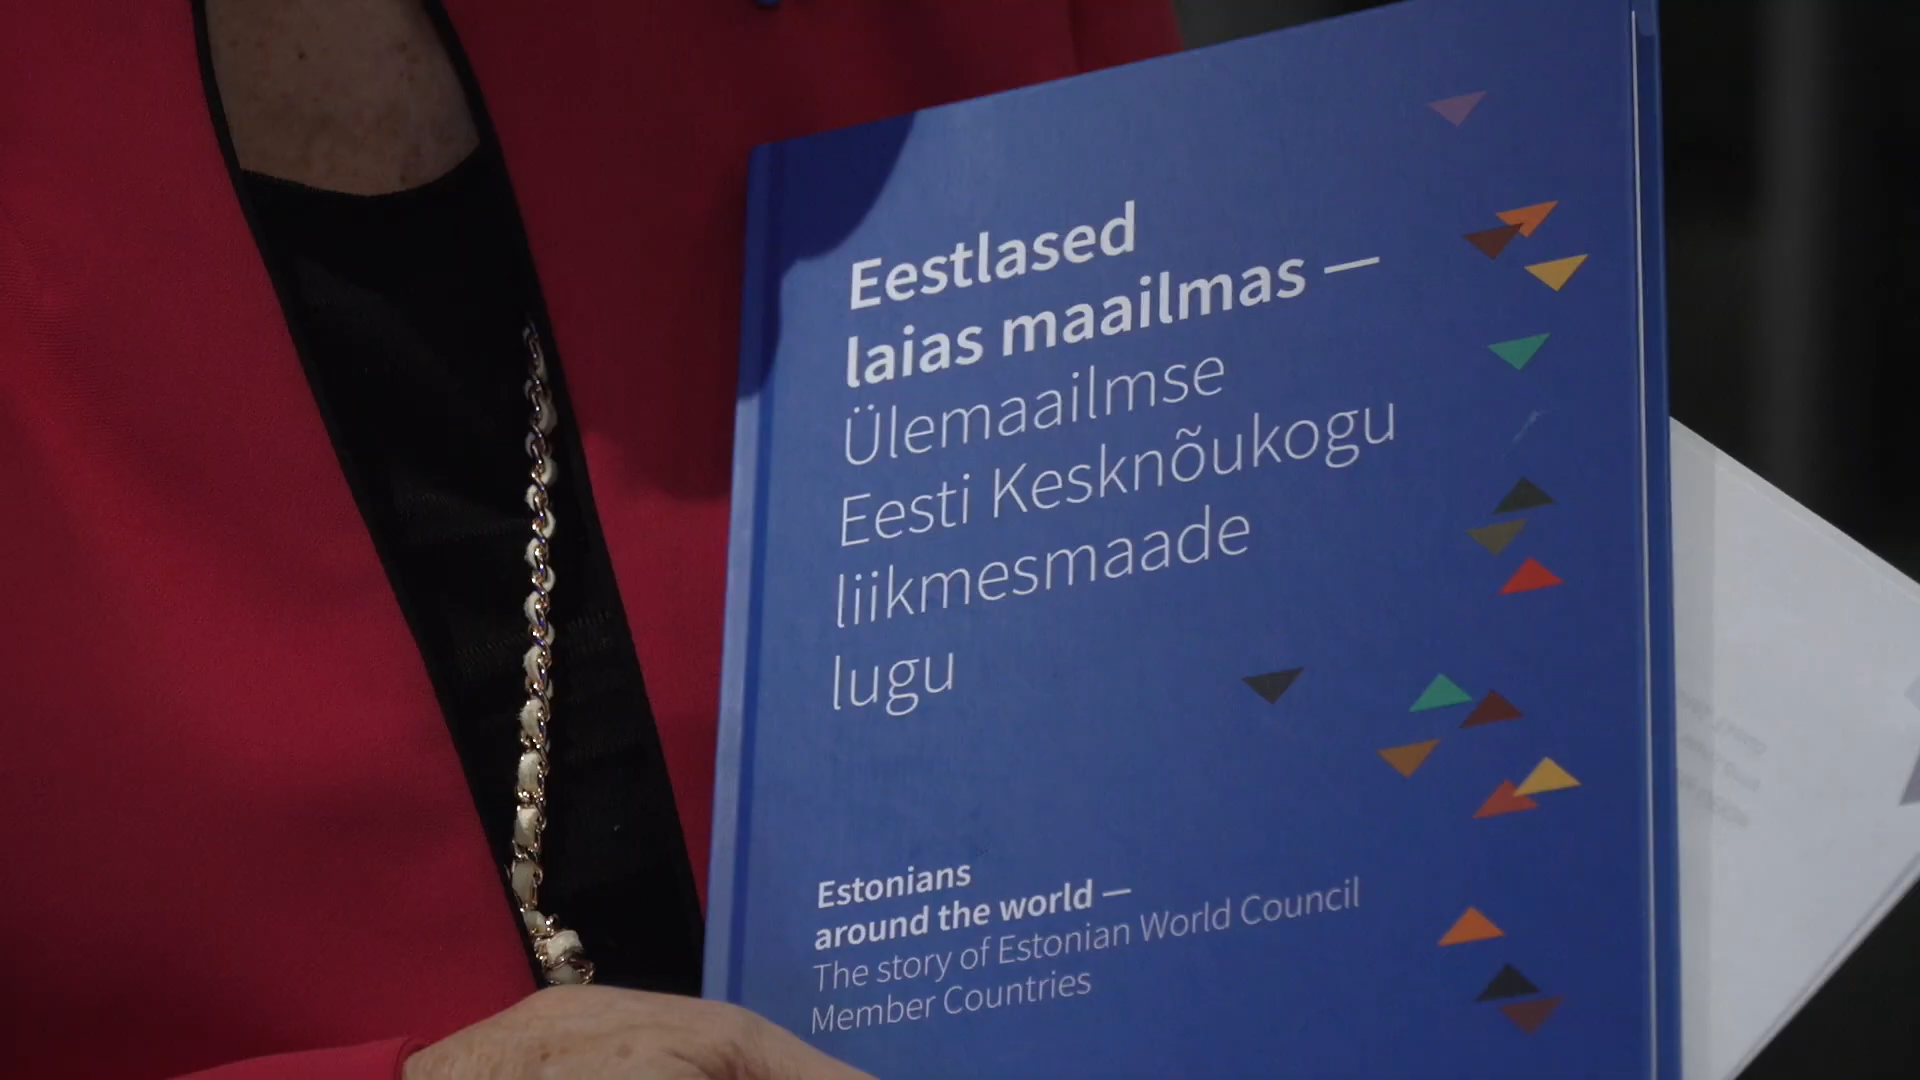 Eestlased
laias maailmas —
Ülemaailmse
Eesti Kesknõukogu
liikmesmaade
lugu
Estonians
around the world —
The story of Estonian World Council
Member Countries